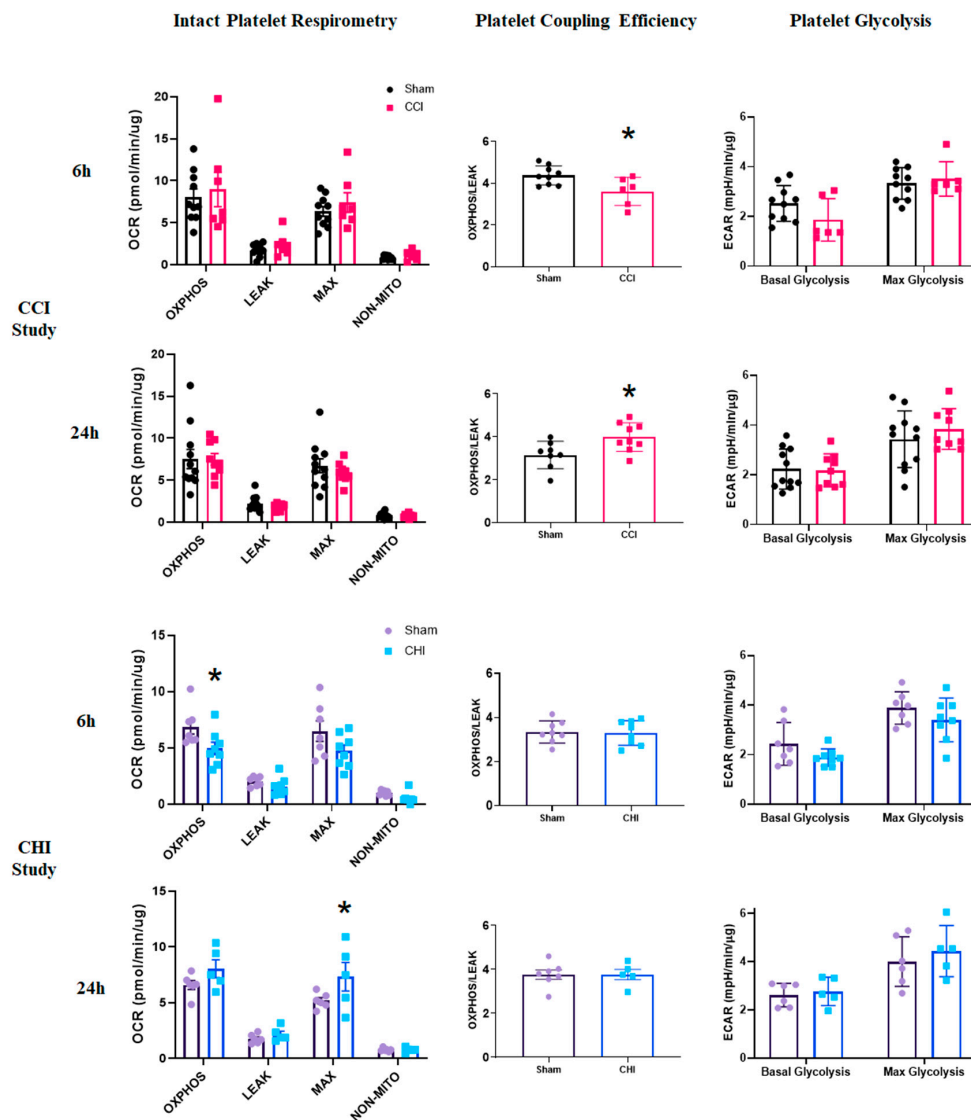 Intact Platelet Respirometry
Platelet Coupling Efficiency
Platelet Glycolysis
CCI
Study
6h
OCR (pmol/min/ug)
20
15
10
5
0
Sham
CCI
OXPHOS
LEAK
MAX
NON-MITO
OXPHOS/LEAK
6
4
2
0
*
Sham
CCI
ECAR (mpH/min/µg)
6
4
2
0
Basal Glycolysis
Max Glycolysis
24h
OCR (pmol/min/ug)
20
15
10
5
0
OXPHOS
LEAK
MAX
NON-MITO
OXPHOS/LEAK
6
4
2
0
*
Sham
CCI
ECAR (mpH/min/µg)
6
4
2
0
Basal Glycolysis
Max Glycolysis
CHI
Study
6h
OCR (pmol/min/ug)
15
10
5
0
*
Sham
CHI
OXPHOS
LEAK
MAX
NON-MITO
OXPHOS/LEAK
6
4
2
0
Sham
CHI
ECAR (mpH/min/µg)
6
4
2
0
Basal Glycolysis
Max Glycolysis
24h
OCR (pmol/min/ug)
15
10
5
0
*
OXPHOS
LEAK
MAX
NON-MITO
OXPHOS/LEAK
6
4
2
0
Sham
CHI
ECAR (mpH/min/µg)
6
4
2
0
Basal Glycolysis
Max Glycolysis